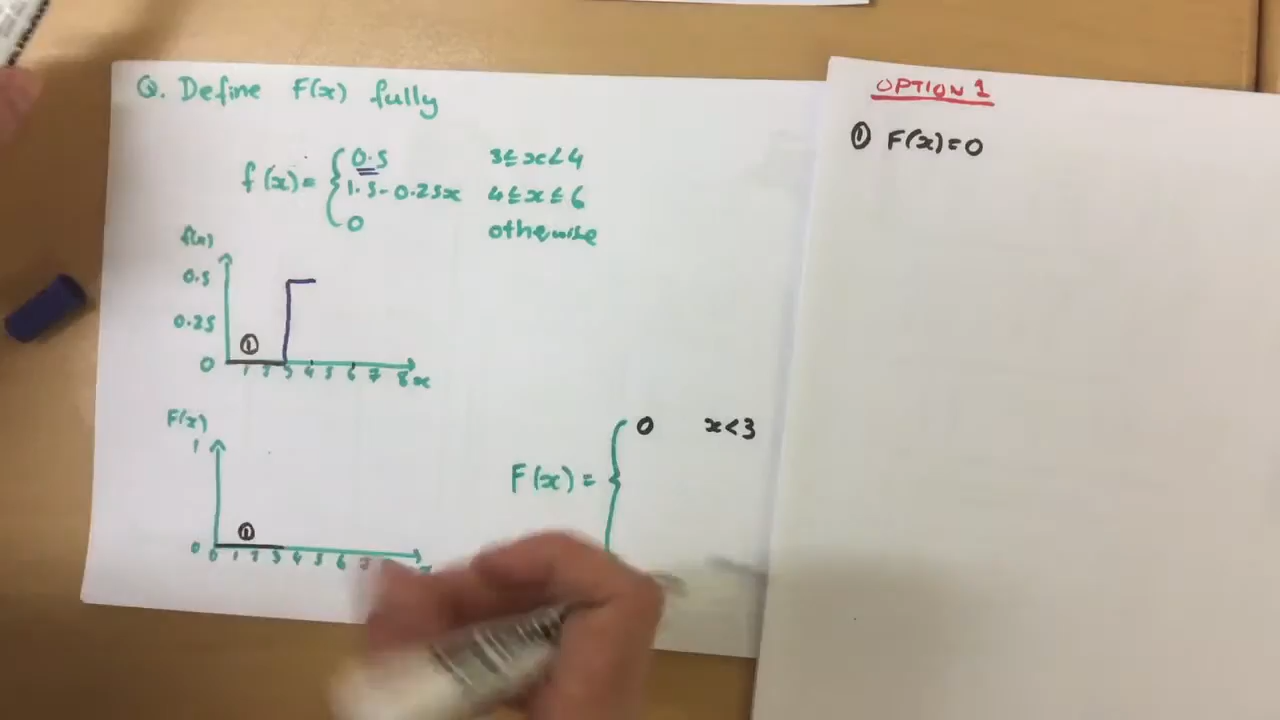 Q. Define F(x) fully
f(x)= { 0.5 3≤x<4
1.5-0.25x 4≤x≤6
0 otherwise
f(x)
0.5
0.25
0
①
1 2 3 4 5 6 7 8 x
F(x)
1
0
①
0 1 2 3 4 5 6 7
F(x) = { 0 x<3
OPTION 1
① F(x)=0